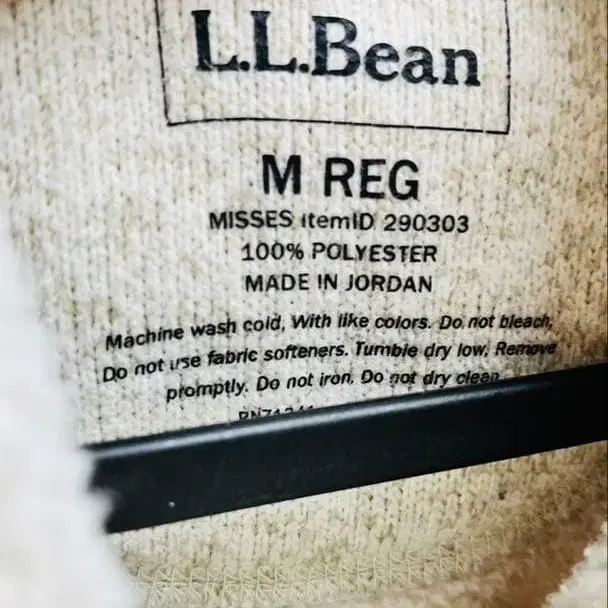 L.L.Bean
M REG
MISSES itemID 290303
100% POLYESTER
MADE IN JORDAN
Machine wash cold, With like colors. Do not bleach,
Do not use fabric softeners. Tumble dry low, Remove
promptly. Do not iron, Do not dry clean